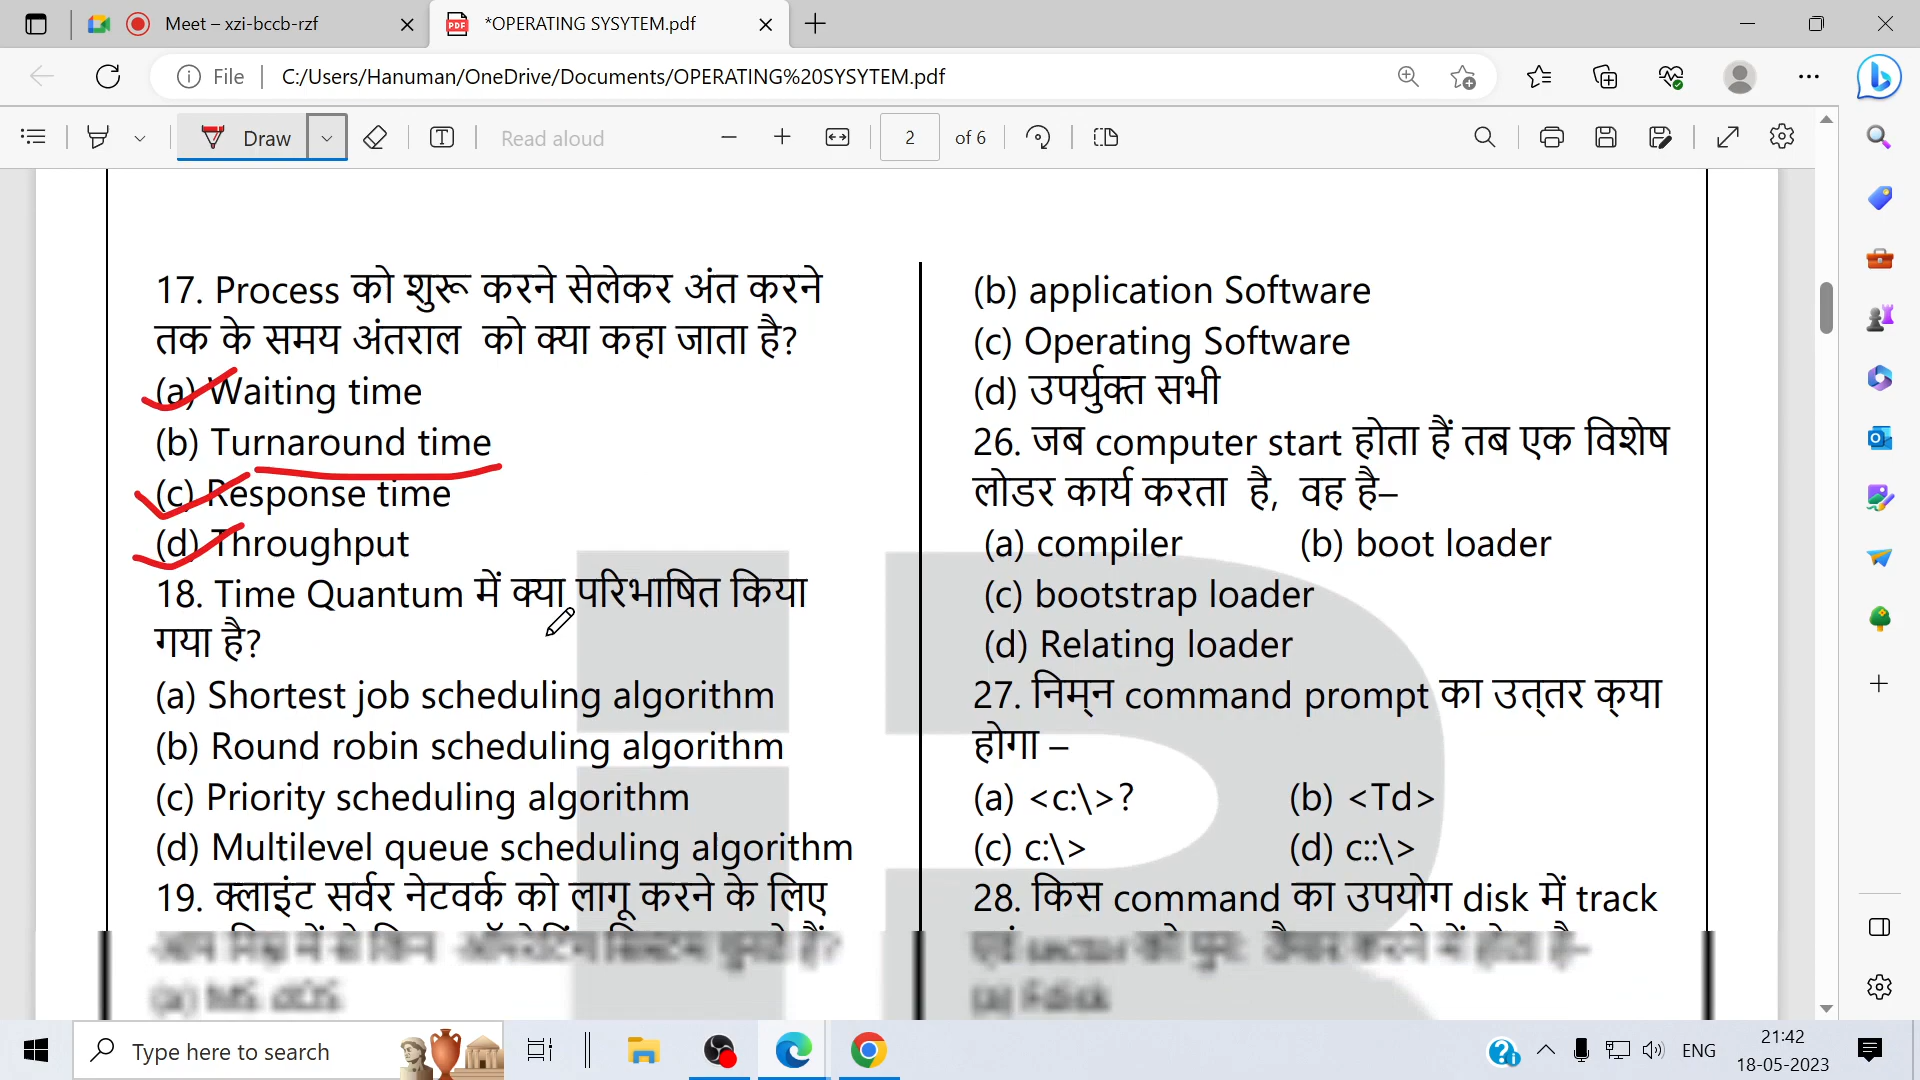 Meet – xzi-bccb-rzf
*OPERATING SYSYTEM.pdf
File
C:/Users/Hanuman/OneDrive/Documents/OPERATING%20SYSYTEM.pdf
Draw
Read aloud
2
of 6
17. Process को शुरू करने सेलेकर अंत करने
तक के समय अंतराल को क्या कहा जाता है?
(a) Waiting time
(b) Turnaround time
(c) Response time
(d) Throughput
18. Time Quantum में क्या परिभाषित किया
गया है?
(a) Shortest job scheduling algorithm
(b) Round robin scheduling algorithm
(c) Priority scheduling algorithm
(d) Multilevel queue scheduling algorithm
19. क्लाइंट सर्वर नेटवर्क को लागू करने के लिए
(a) MS dOS
(b) application Software
(c) Operating Software
(d) उपर्युक्त सभी
26. जब computer start होता हैं तब एक विशेष
लोडर कार्य करता है, वह है–
(a) compiler (b) boot loader
(c) bootstrap loader
(d) Relating loader
27. निम्‌न command prompt का उत्‌तर क्‌या
होगा –
(a) <c:\>? (b) <Td>
(c) c:\> (d) c::\>
28. किस command का उपयोग disk में track
(a) Fdisk
Type here to search
ENG
21:42
18-05-2023